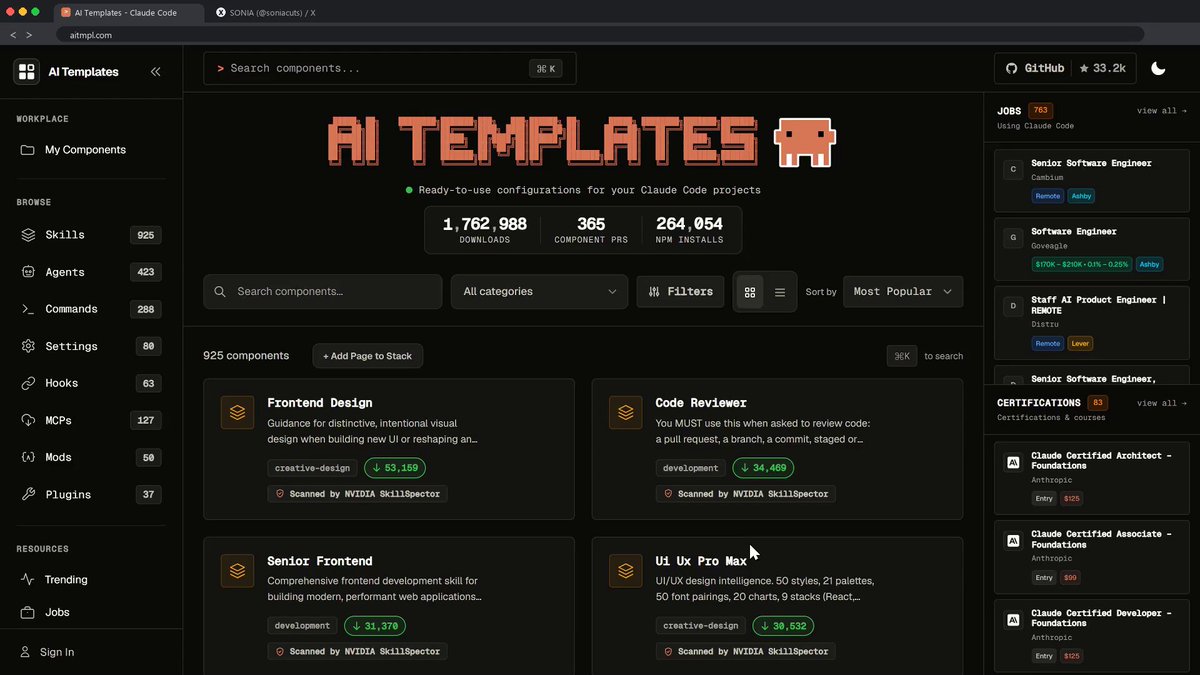 AI Templates - Claude Code
SONIA (@soniacuts) / X
aitmpl.com
AI Templates
WORKPLACE
My Components
BROWSE
Skills 925
Agents 423
Commands 288
Settings 80
Hooks 63
MCPs 127
Mods 50
Plugins 37
RESOURCES
Trending
Jobs
Sign In
> Search components... ⌘ K
GitHub ★ 33.2k
AI TEMPLATES
Ready-to-use configurations for your Claude Code projects
1,762,988 365 264,054
DOWNLOADS COMPONENT PRS NPM INSTALLS
Search components... All categories Filters Sort by Most Popular
925 components + Add Page to Stack ⌘K to search
Frontend Design
Guidance for distinctive, intentional visual
design when building new UI or reshaping an...
creative-design ↓ 53,159
Scanned by NVIDIA SkillSpector
Code Reviewer
You MUST use this when asked to review code:
a pull request, a branch, a commit, staged or...
development ↓ 34,469
Scanned by NVIDIA SkillSpector
Senior Frontend
Comprehensive frontend development skill for
building modern, performant web applications...
development ↓ 31,370
Scanned by NVIDIA SkillSpector
Ui Ux Pro Max
UI/UX design intelligence. 50 styles, 21 palettes,
50 font pairings, 20 charts, 9 stacks (React,...
creative-design ↓ 30,532
Scanned by NVIDIA SkillSpector
JOBS 763 view all →
Using Claude Code
C
Senior Software Engineer
Cambium
Remote Ashby
G
Software Engineer
Goveagle
$170K – $210K • 0.1% – 0.25% Ashby
D
Staff AI Product Engineer |
REMOTE
Distru
Remote Lever
Senior Software Engineer,
CERTIFICATIONS 83 view all →
Certifications & courses
Claude Certified Architect –
Foundations
Anthropic
Entry $125
Claude Certified Associate –
Foundations
Anthropic
Entry $99
Claude Certified Developer –
Foundations
Anthropic
Entry $125